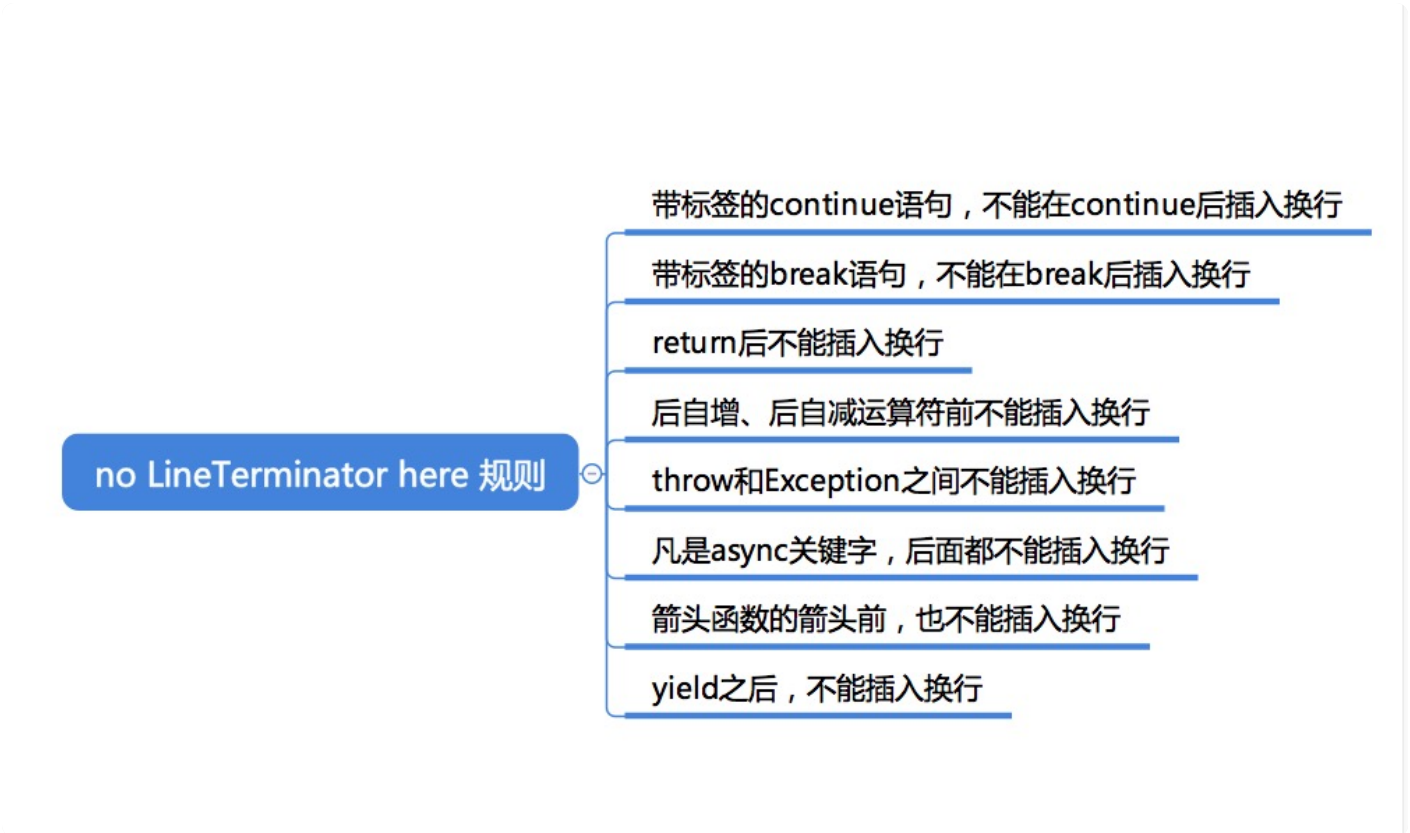 带标签的continue语句，不能在continue后插入换行
带标签的break语句，不能在break后插入换行
return后不能插入换行
后自增、后自减运算符前不能插入换行
no LineTerminator here 规则
throw和Exception之间不能插入换行
凡是async关键字，后面都不能插入换行
箭头函数的箭头前，也不能插入换行
yield之后，不能插入换行